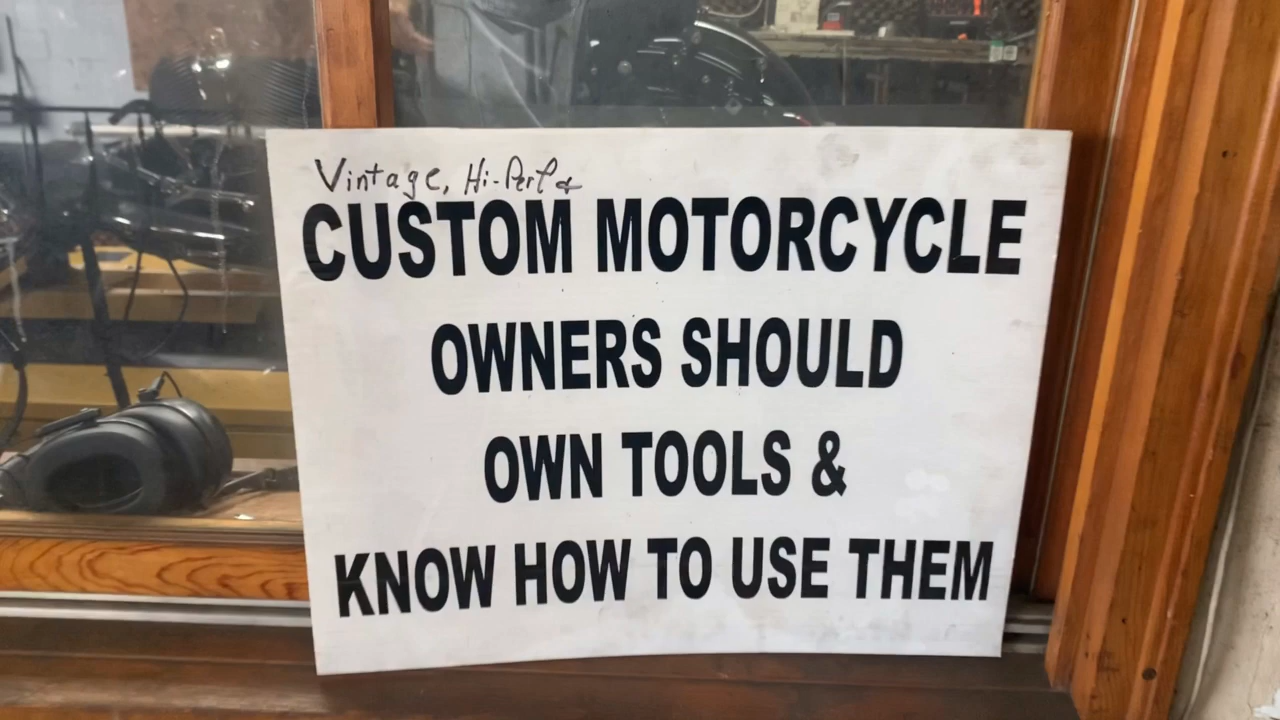 Vintage, Hi-Perf &
CUSTOM MOTORCYCLE
OWNERS SHOULD
OWN TOOLS &
KNOW HOW TO USE THEM